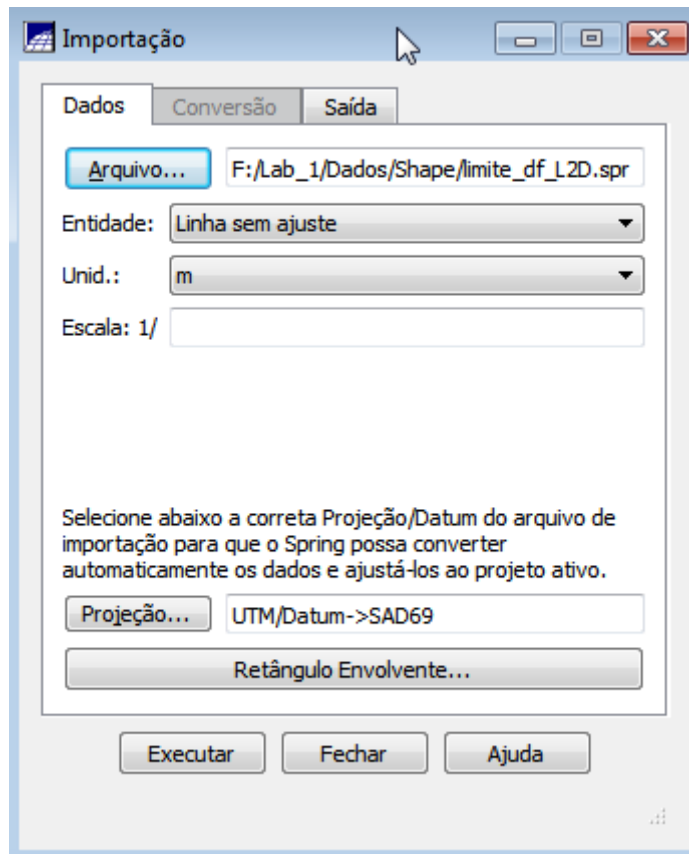 Importação
Dados Conversão Saída
Arquivo... F:/Lab_1/Dados/Shape/limite_df_L2D.spr
Entidade: Linha sem ajuste
Unid.: m
Escala: 1/
Selecione abaixo a correta Projeção/Datum do arquivo de
importação para que o Spring possa converter
automaticamente os dados e ajustá-los ao projeto ativo.
Projeção... UTM/Datum->SAD69
Retângulo Envolvente...
Executar Fechar Ajuda